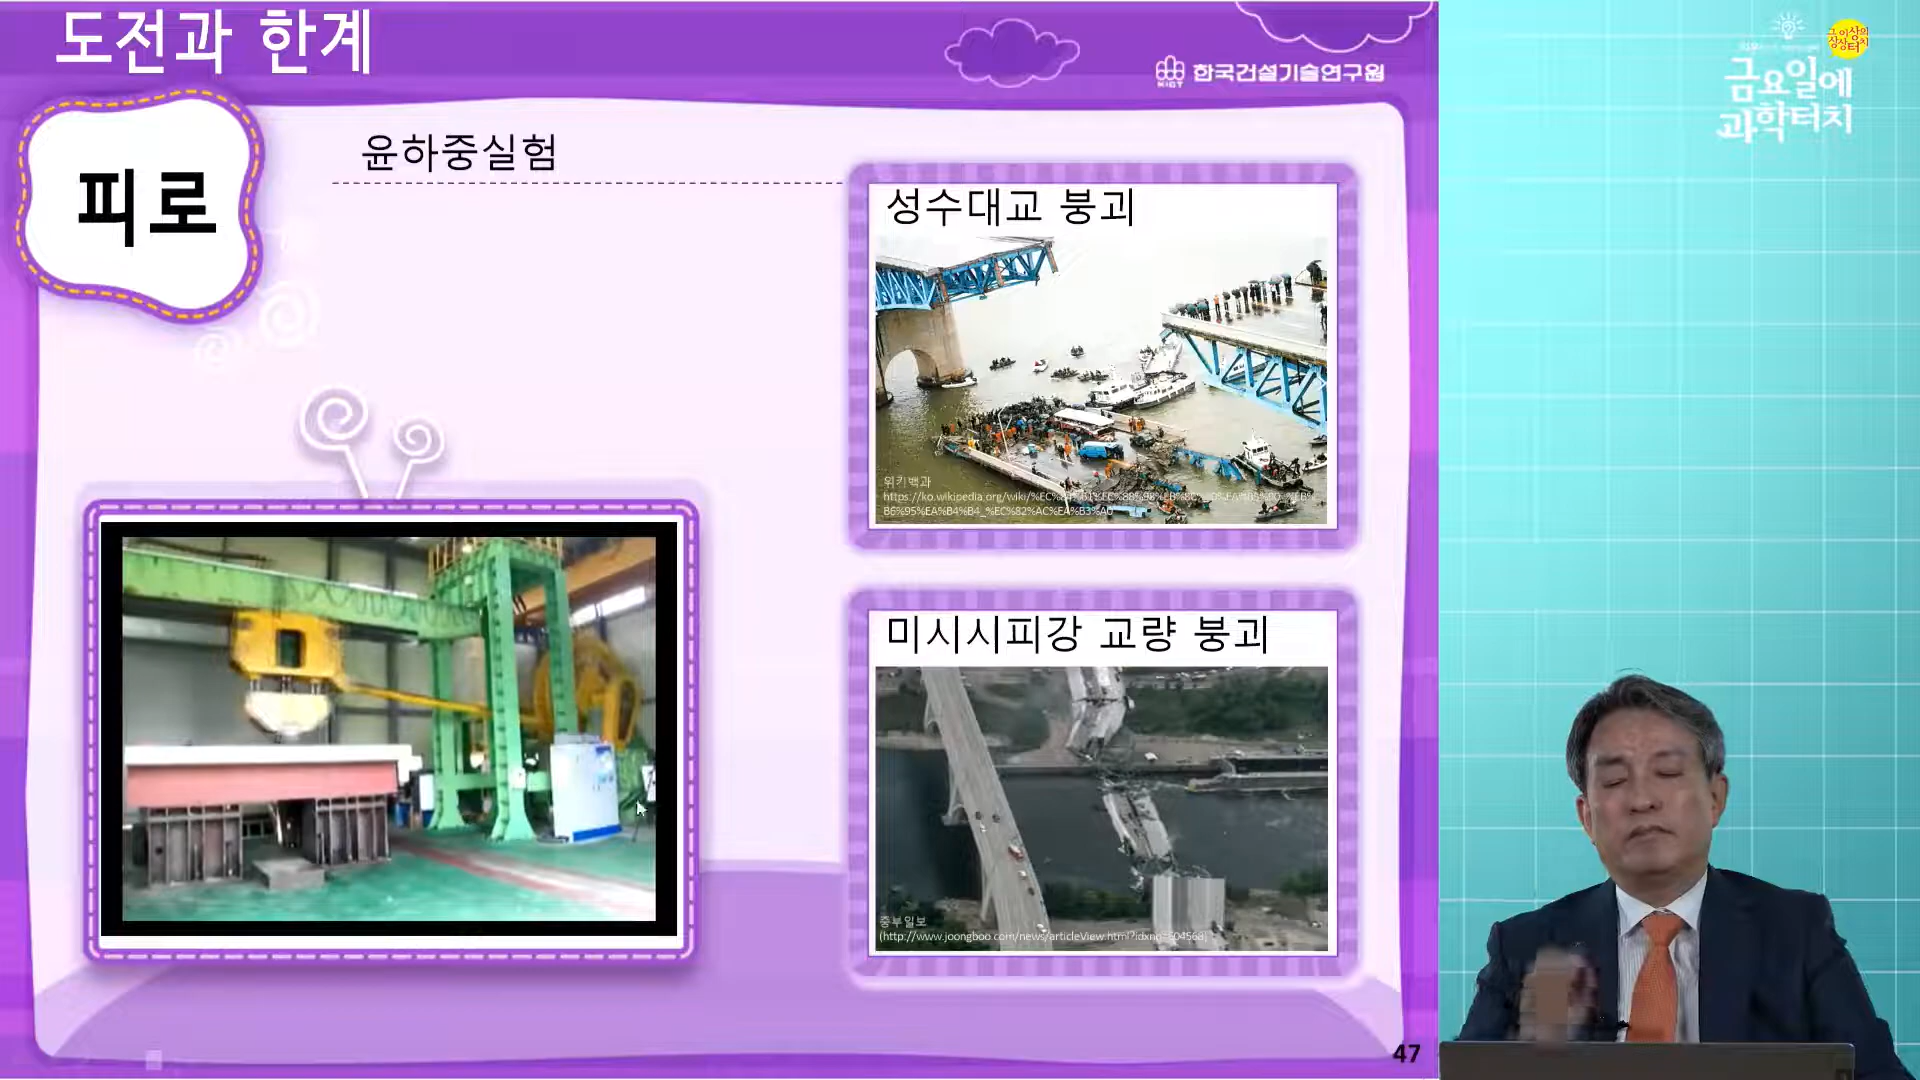 도전과 한계
한국건설기술연구원
KICT
금요일에
과학터치
피로
윤하중실험
성수대교 붕괴
위키백과
미시시피강 교량 붕괴
중부일보
47